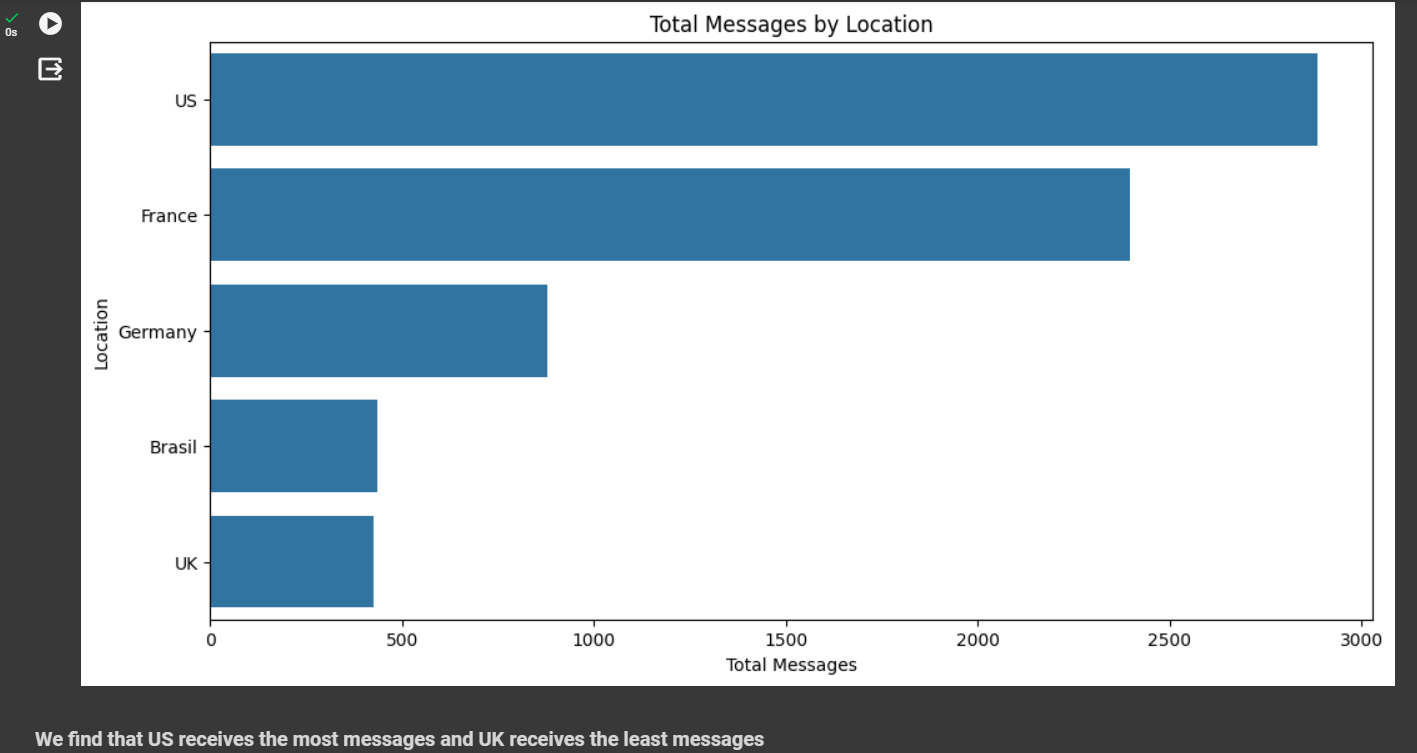 0s
Total Messages by Location
US
France
Germany
Brasil
UK
Location
0 500 1000 1500 2000 2500 3000
Total Messages
We find that US receives the most messages and UK receives the least messages